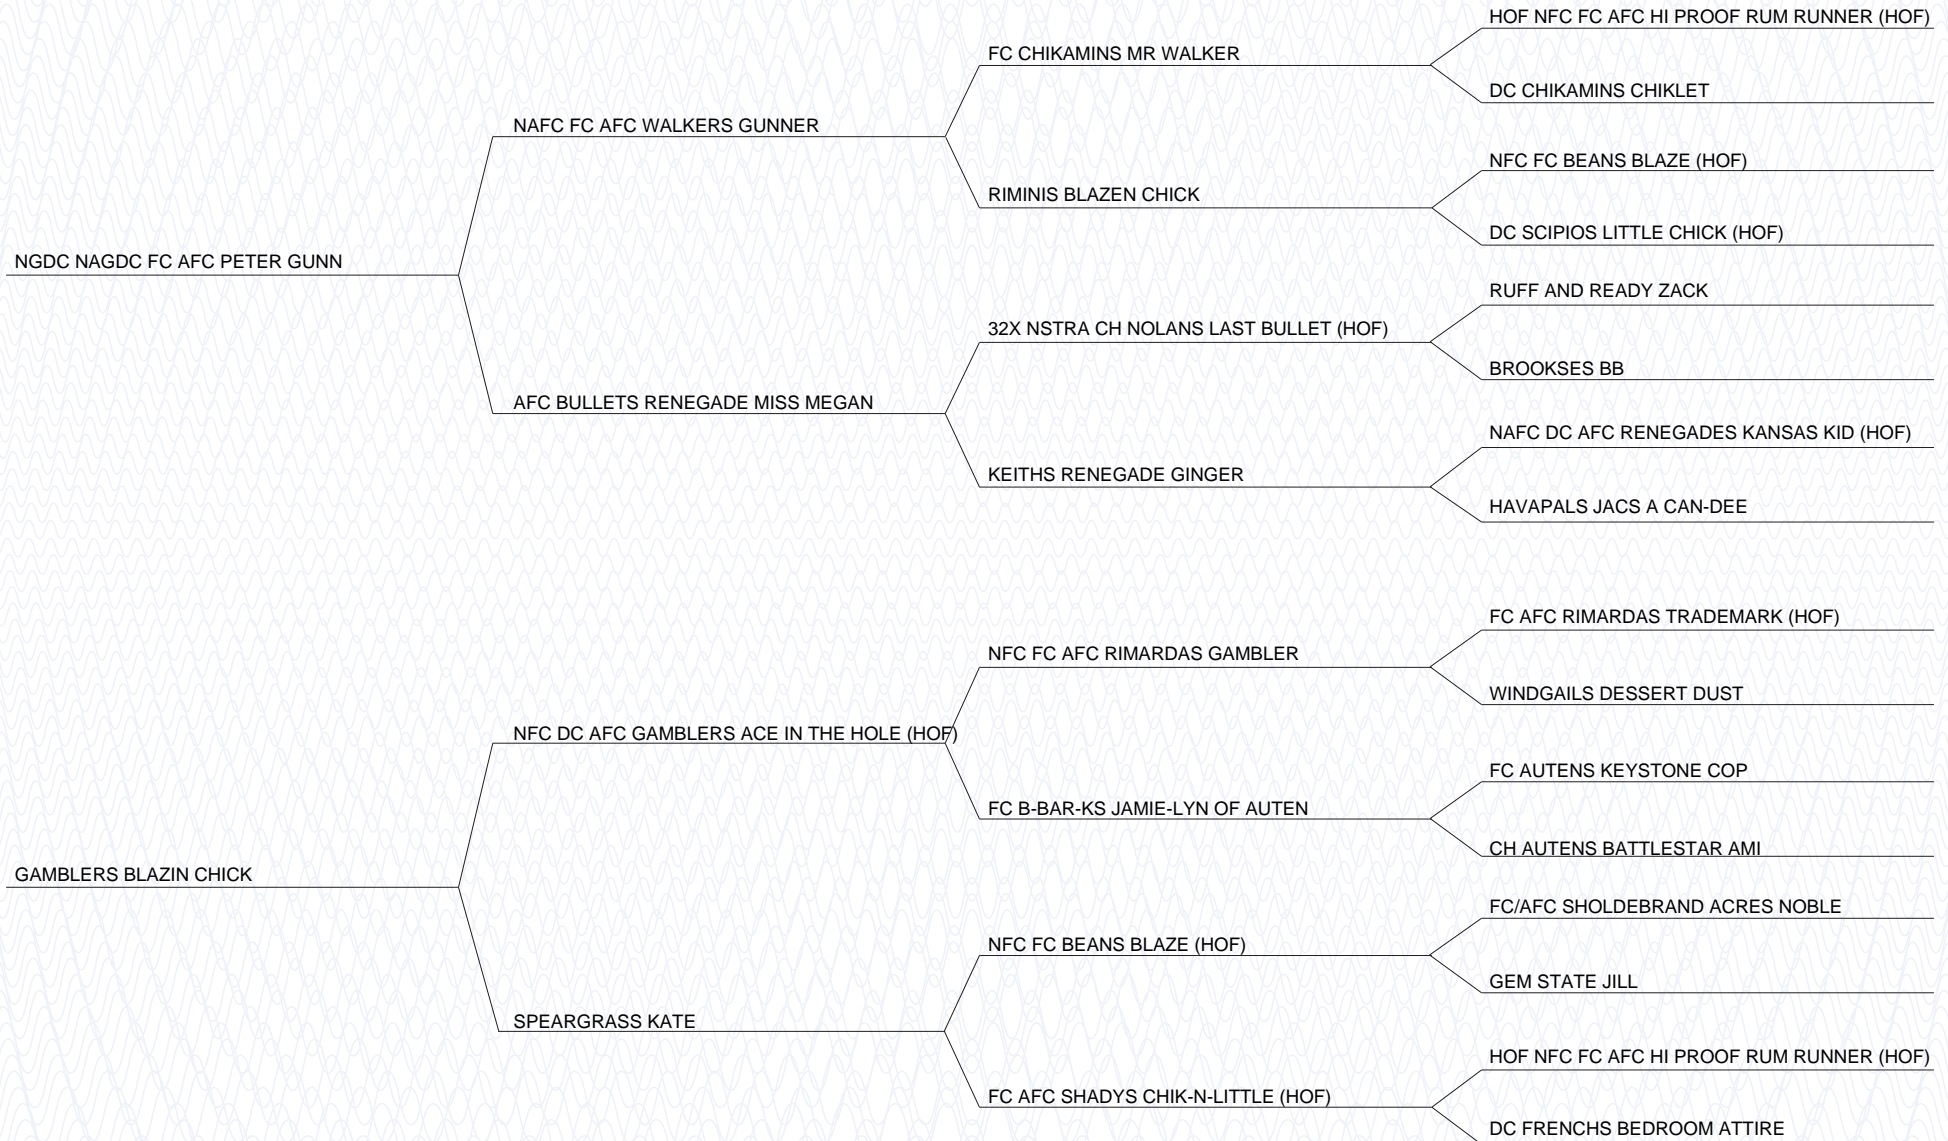 HOF NFC FC AFC HI PROOF RUM RUNNER (HOF)
FC CHIKAMINS MR WALKER
DC CHIKAMINS CHIKLET
NAFC FC AFC WALKERS GUNNER
NFC FC BEANS BLAZE (HOF)
RIMINIS BLAZEN CHICK
DC SCIPIOS LITTLE CHICK (HOF)
NGDC NAGDC FC AFC PETER GUNN
RUFF AND READY ZACK
32X NSTRA CH NOLANS LAST BULLET (HOF)
BROOKSES BB
AFC BULLETS RENEGADE MISS MEGAN
NAFC DC AFC RENEGADES KANSAS KID (HOF)
KEITHS RENEGADE GINGER
HAVAPALS JACS A CAN-DEE
FC AFC RIMARDAS TRADEMARK (HOF)
NFC FC AFC RIMARDAS GAMBLER
WINDGAILS DESSERT DUST
NFC DC AFC GAMBLERS ACE IN THE HOLE (HOF)
FC AUTENS KEYSTONE COP
FC B-BAR-KS JAMIE-LYN OF AUTEN
CH AUTENS BATTLESTAR AMI
GAMBLERS BLAZIN CHICK
FC/AFC SHOLDEBRAND ACRES NOBLE
NFC FC BEANS BLAZE (HOF)
GEM STATE JILL
SPEARGRASS KATE
HOF NFC FC AFC HI PROOF RUM RUNNER (HOF)
FC AFC SHADYS CHIK-N-LITTLE (HOF)
DC FRENCHS BEDROOM ATTIRE